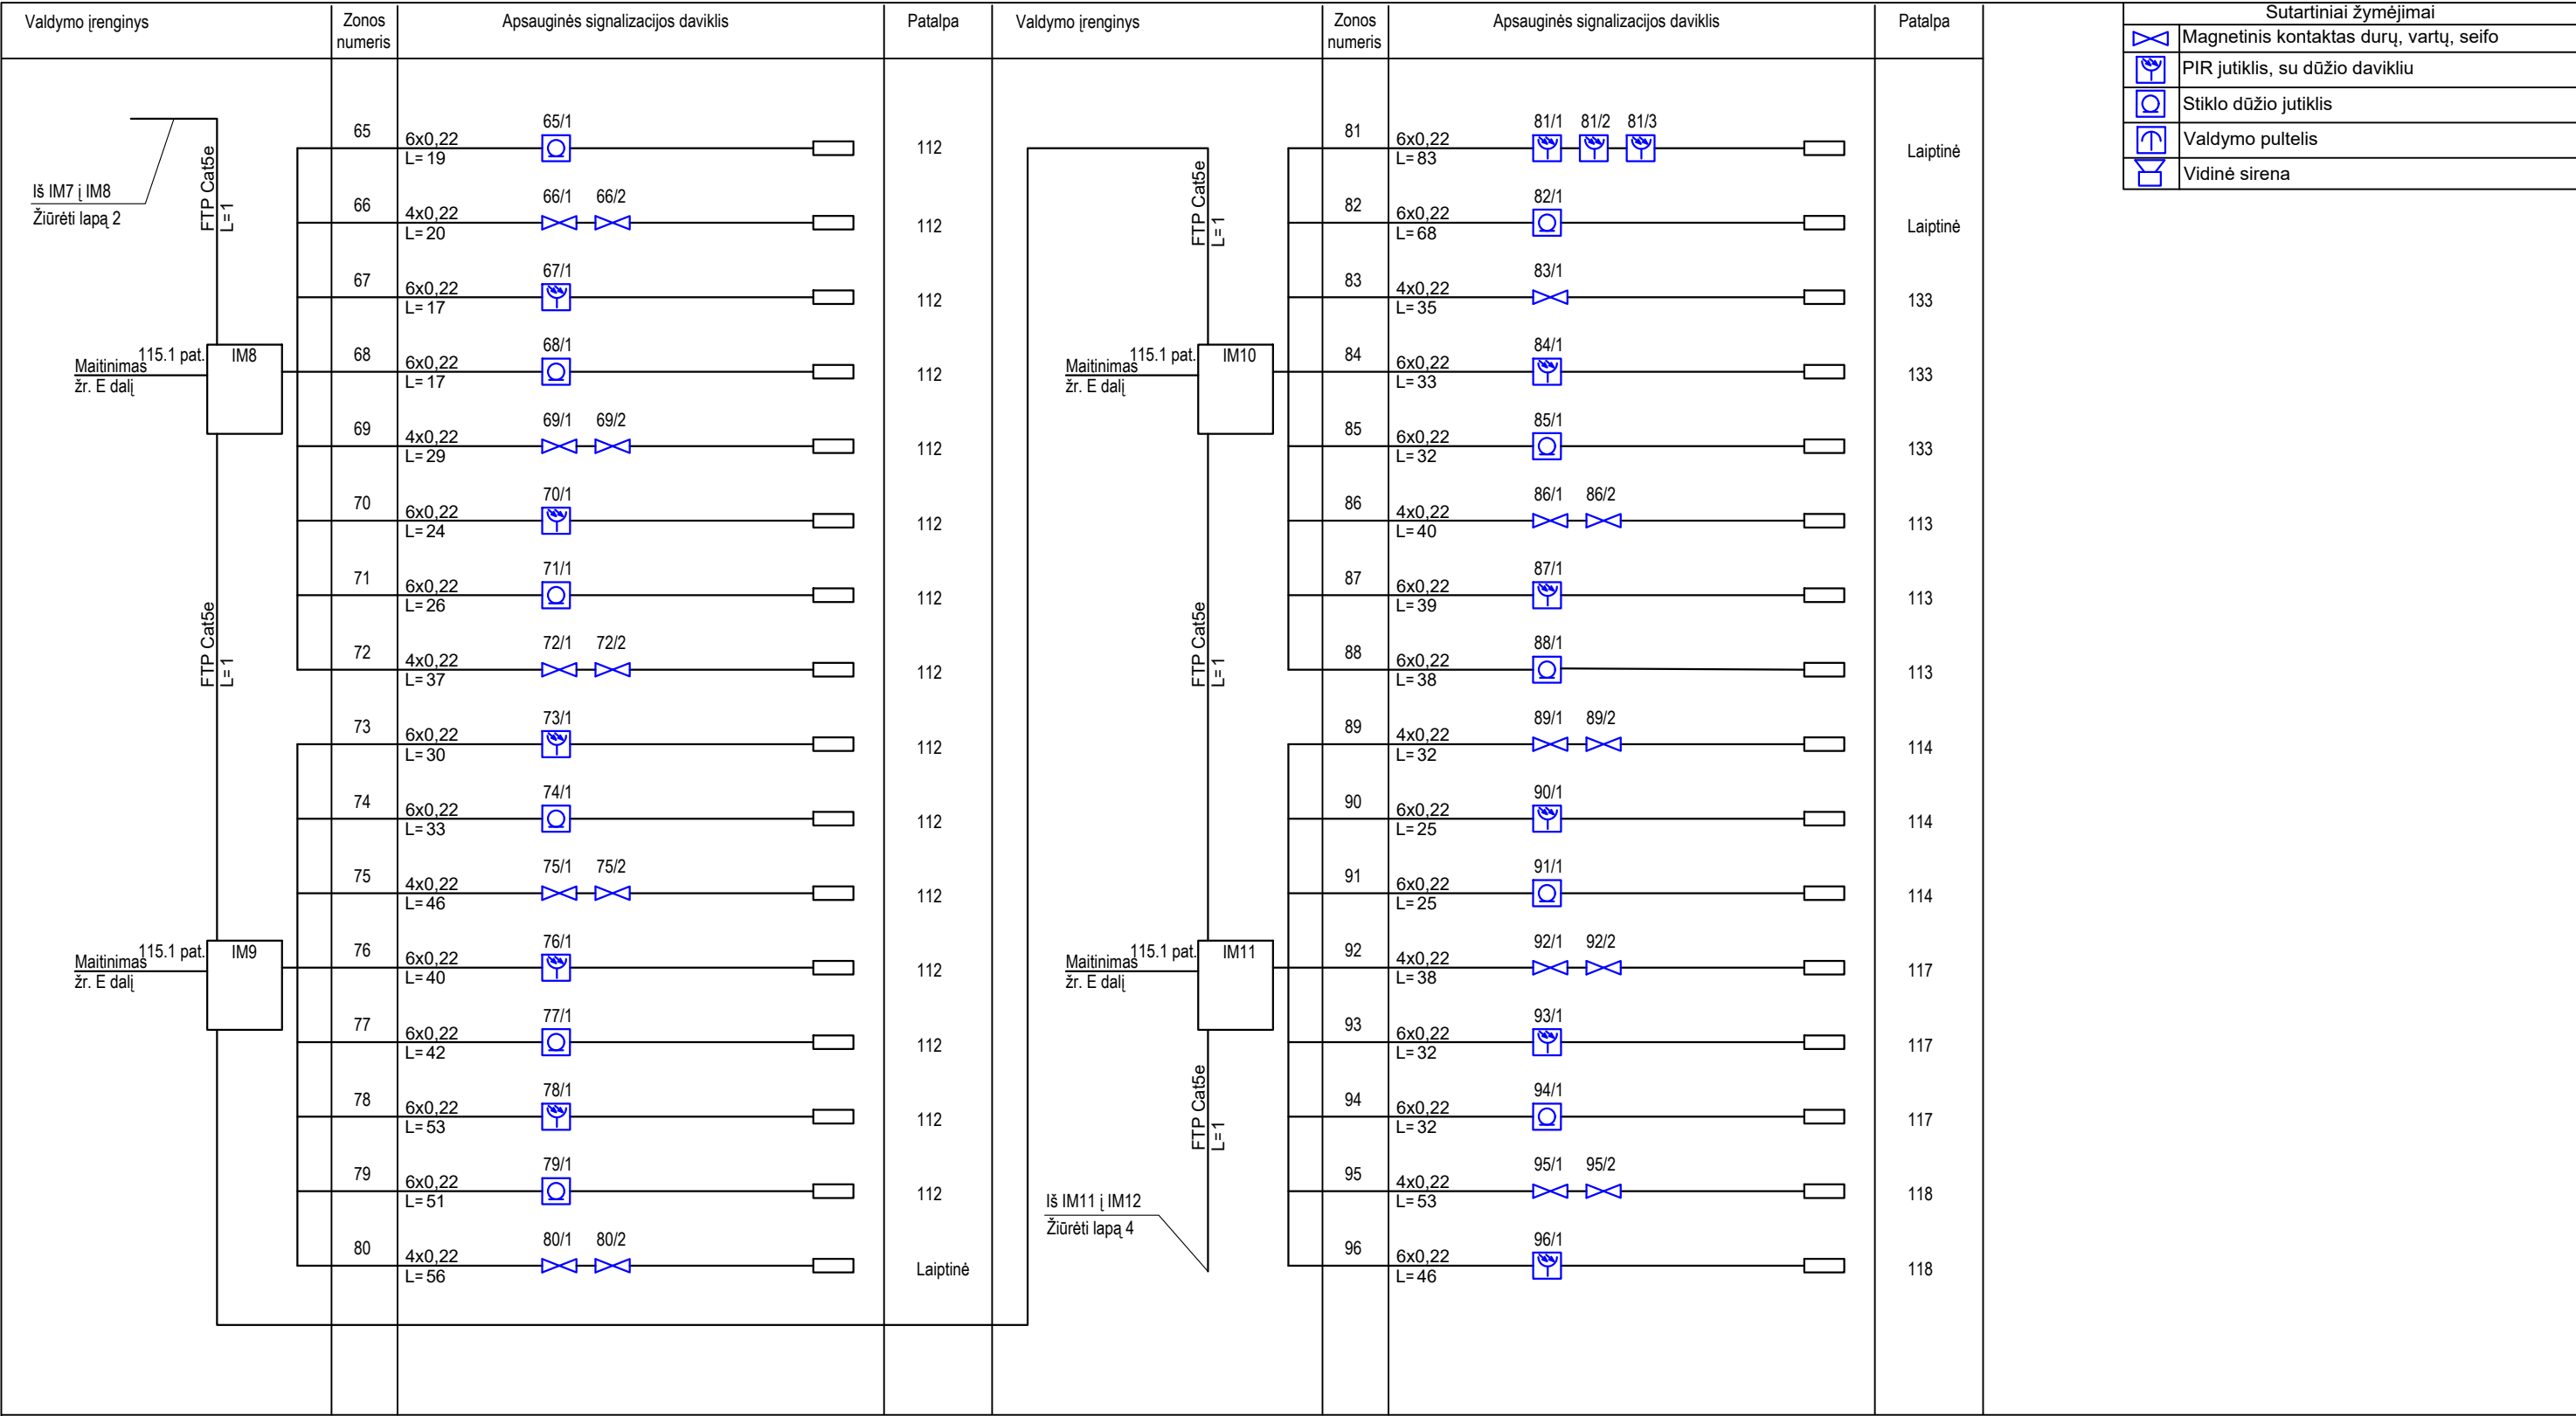 Valdymo įrenginys
Zonos
numeris
Apsauginės signalizacijos daviklis
Patalpa
Iš IM7 į IM8
Žiūrėti lapą 2
FTP Cat5e
L=1
115.1 pat.
IM8
Maitinimas
žr. E dalį
FTP Cat5e
L=1
115.1 pat.
IM9
Maitinimas
žr. E dalį
65
6x0,22
L=19
65/1
112
66
4x0,22
L=20
66/1 66/2
112
67
6x0,22
L=17
67/1
112
68
6x0,22
L=17
68/1
112
69
4x0,22
L=29
69/1 69/2
112
70
6x0,22
L=24
70/1
112
71
6x0,22
L=26
71/1
112
72
4x0,22
L=37
72/1 72/2
112
73
6x0,22
L=30
73/1
112
74
6x0,22
L=33
74/1
112
75
4x0,22
L=46
75/1 75/2
112
76
6x0,22
L=40
76/1
112
77
6x0,22
L=42
77/1
112
78
6x0,22
L=53
78/1
112
79
6x0,22
L=51
79/1
112
80
4x0,22
L=56
80/1 80/2
Laiptinė
Valdymo įrenginys
Zonos
numeris
Apsauginės signalizacijos daviklis
Patalpa
FTP Cat5e
L=1
115.1 pat.
IM10
Maitinimas
žr. E dalį
FTP Cat5e
L=1
115.1 pat.
IM11
Maitinimas
žr. E dalį
FTP Cat5e
L=1
Iš IM11 į IM12
Žiūrėti lapą 4
81
6x0,22
L=83
81/1 81/2 81/3
Laiptinė
82
6x0,22
L=68
82/1
Laiptinė
83
4x0,22
L=35
83/1
133
84
6x0,22
L=33
84/1
133
85
6x0,22
L=32
85/1
133
86
4x0,22
L=40
86/1 86/2
113
87
6x0,22
L=39
87/1
113
88
6x0,22
L=38
88/1
113
89
4x0,22
L=32
89/1 89/2
114
90
6x0,22
L=25
90/1
114
91
6x0,22
L=25
91/1
114
92
4x0,22
L=38
92/1 92/2
117
93
6x0,22
L=32
93/1
117
94
6x0,22
L=32
94/1
117
95
4x0,22
L=53
95/1 95/2
118
96
6x0,22
L=46
96/1
118
Sutartiniai žymėjimai
Magnetinis kontaktas durų, vartų, seifo
PIR jutiklis, su dūžio davikliu
Stiklo dūžio jutiklis
Valdymo pultelis
Vidinė sirena